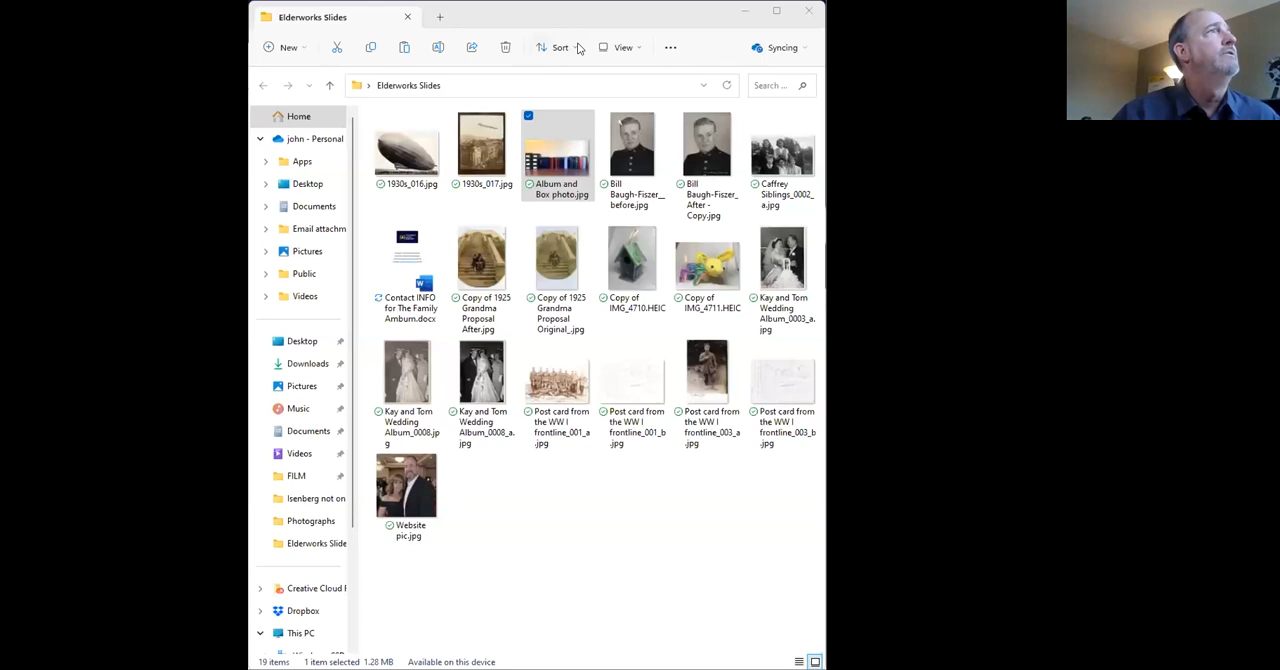 Elderworks Slides
New
Sort
View
Syncing
Elderworks Slides
Search ...
Home
john - Personal
Apps
Desktop
Documents
Email attachm
Pictures
Public
Videos
Desktop
Downloads
Pictures
Music
Documents
Videos
FILM
Isenberg not on
Photographs
Elderworks Slide
Creative Cloud F
Dropbox
This PC
1930s_016.jpg
1930s_017.jpg
Album and
Box photo.jpg
Bill
Baugh-Fiszer__
before.jpg
Bill
Baugh-Fiszer_
After -
Copy.jpg
Caffrey
Siblings_0002_
a.jpg
Contact INFO
for The Family
Amburn.docx
Copy of 1925
Grandma
Proposal
After.jpg
Copy of 1925
Grandma
Proposal
Original_.jpg
Copy of
IMG_4710.HEIC
Copy of
IMG_4711.HEIC
Kay and Tom
Wedding
Album_0003_a.
jpg
Kay and Tom
Wedding
Album_0008.jp
g
Kay and Tom
Wedding
Album_0008_a.
jpg
Post card from
the WW I
frontline_001_a
.jpg
Post card from
the WW I
frontline_001_b
.jpg
Post card from
the WW I
frontline_003_a
.jpg
Post card from
the WW I
frontline_003_b
.jpg
Website
pic.jpg
19 items 1 item selected 1.28 MB Available on this device